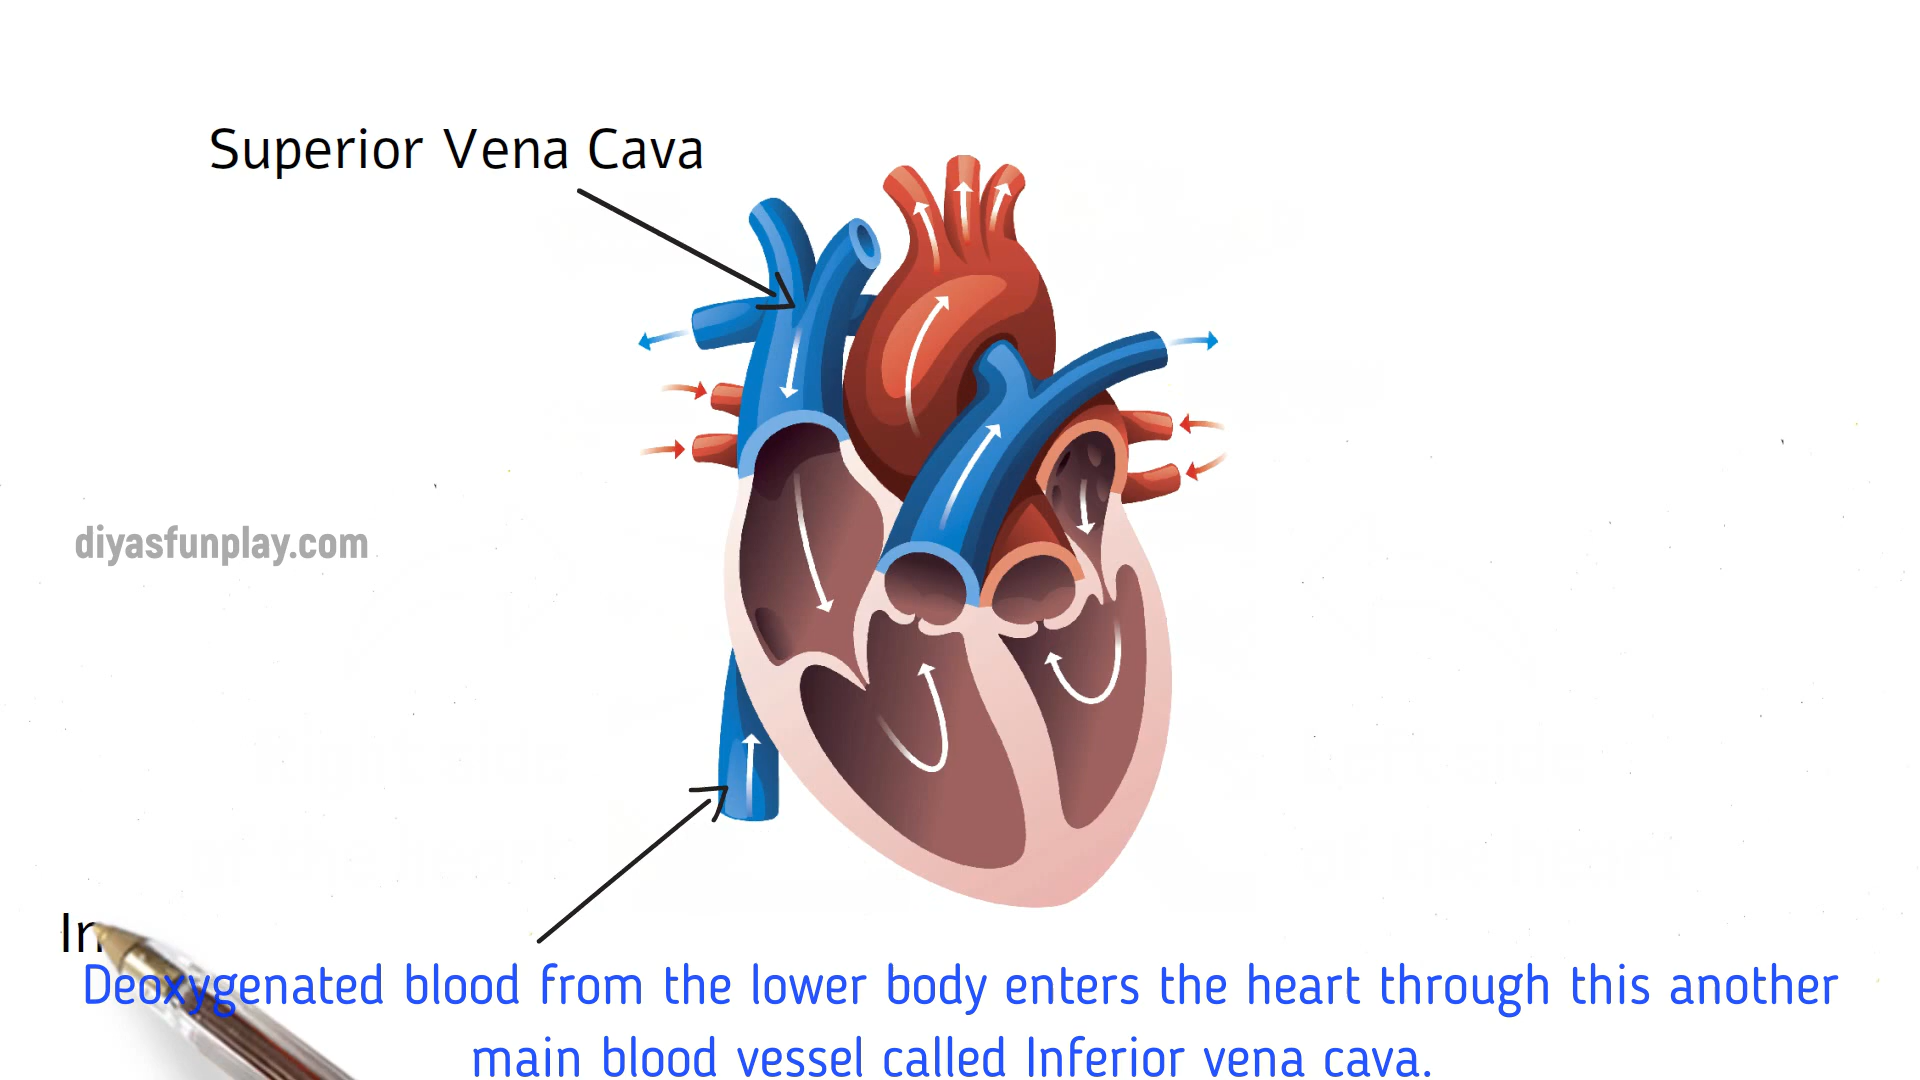 Superior Vena Cava
diyasfunplay.com
In
Deoxygenated blood from the lower body enters the heart through this another
main blood vessel called Inferior vena cava.